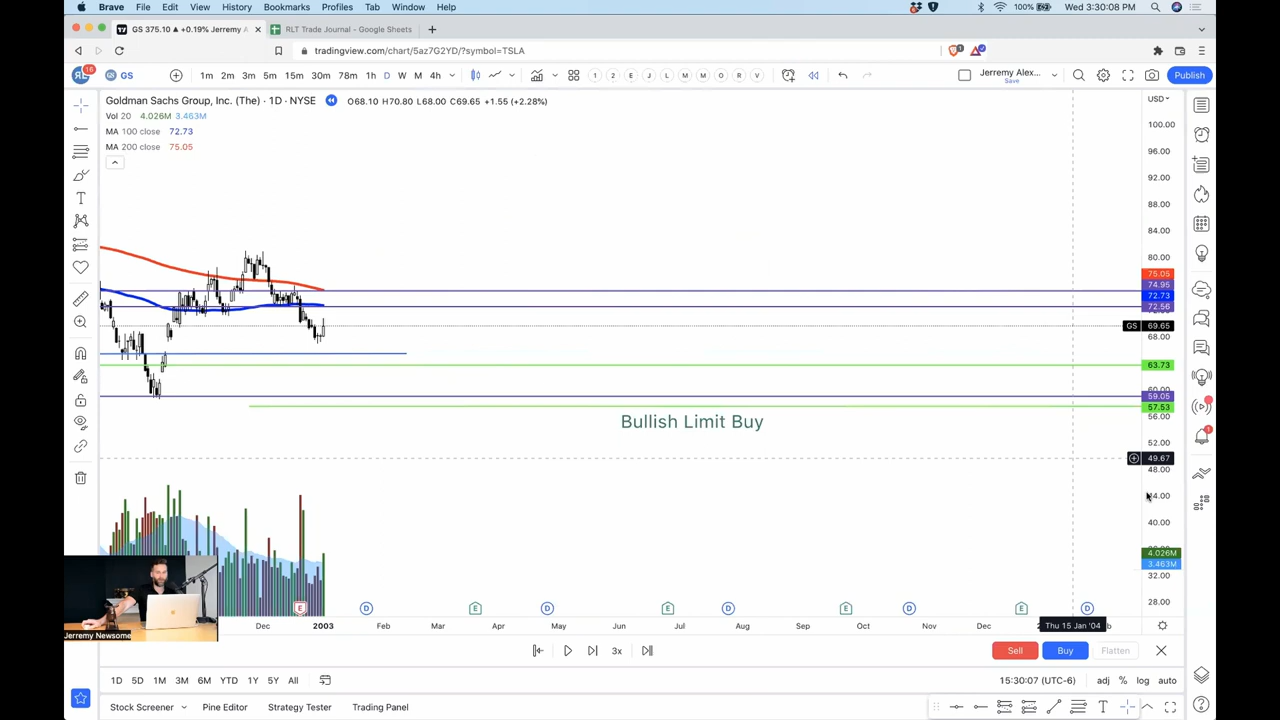 Brave File Edit View History Bookmarks Profiles Tab Window Help 100% Wed 3:30:08 PM
GS 375.10 ▲ +0.19% Jerremy A
RLT Trade Journal - Google Sheets
tradingview.com/chart/5az7G2YD/?symbol=TSLA
16 GS 1m 2m 3m 5m 15m 30m 78m 1h D W M 4h 1 2 E J L M M O R V Jerremy Alex... Save Publish
Goldman Sachs Group, Inc. (The) · 1D · NYSE O68.10 H70.80 L68.00 C69.65 +1.55 (+2.28%)
USD
Vol 20 4.026M 3.463M
MA 100 close 72.73
MA 200 close 75.05
100.00
96.00
92.00
88.00
84.00
80.00
75.05
74.95
72.73
72.56
GS 69.65
68.00
63.73
60.00
59.05
57.53
56.00
Bullish Limit Buy
52.00
49.67
48.00
44.00
40.00
4.026M
3.463M
32.00
28.00
E D E D E D E D E D
Jerremy Newsome
Dec 2003 Feb Mar Apr May Jun Jul Aug Sep Oct Nov Dec Thu 15 Jan '04
3x Sell Buy Flatten
1D 5D 1M 3M 6M YTD 1Y 5Y All 15:30:07 (UTC-6) adj % log auto
Stock Screener Pine Editor Strategy Tester Trading Panel